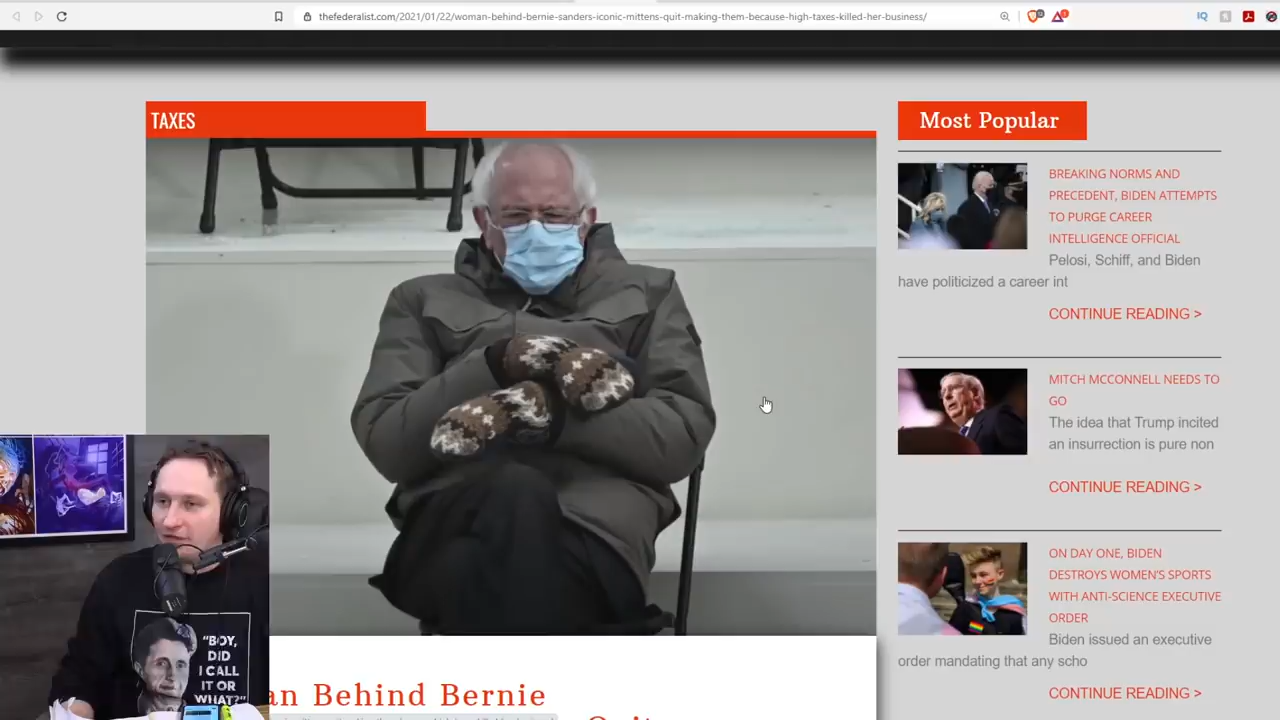 thefederalist.com/2021/01/22/woman-behind-bernie-sanders-iconic-mittens-quit-making-them-because-high-taxes-killed-her-business/
TAXES
an Behind Bernie
Most Popular
BREAKING NORMS AND
PRECEDENT, BIDEN ATTEMPTS
TO PURGE CAREER
INTELLIGENCE OFFICIAL
Pelosi, Schiff, and Biden
have politicized a career int
CONTINUE READING >
MITCH MCCONNELL NEEDS TO
GO
The idea that Trump incited
an insurrection is pure non
CONTINUE READING >
ON DAY ONE, BIDEN
DESTROYS WOMEN'S SPORTS
WITH ANTI-SCIENCE EXECUTIVE
ORDER
Biden issued an executive
order mandating that any scho
CONTINUE READING >
"BOY,
DID
I CALL
IT OR
WHAT?"